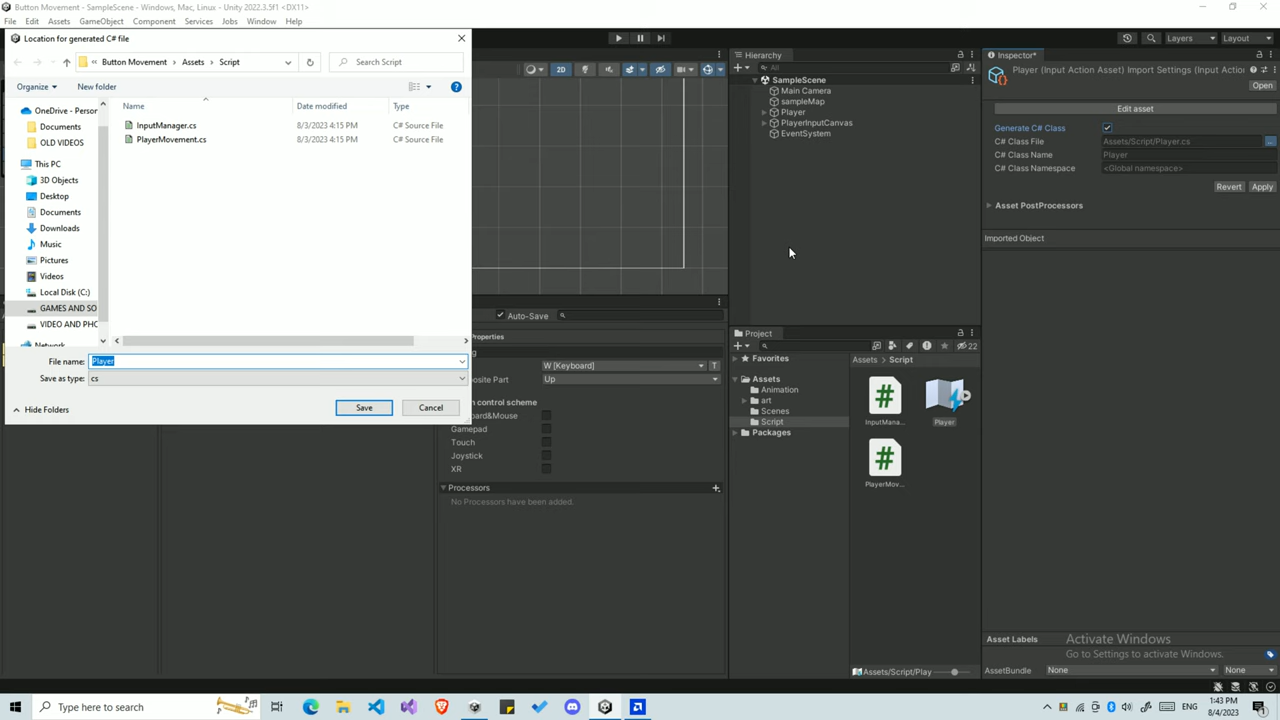 Button Movement - SampleScene - Windows, Mac, Linux - Unity 2022.3.5f1 <DX11>
File Edit Assets GameObject Component Services Jobs Window Help
Location for generated C# file
Button Movement > Assets > Script
Search Script
Organize
New folder
Name Date modified Type
InputManager.cs 8/3/2023 4:15 PM C# Source File
PlayerMovement.cs 8/3/2023 4:15 PM C# Source File
OneDrive - Person
Documents
OLD VIDEOS
This PC
3D Objects
Desktop
Documents
Downloads
Music
Pictures
Videos
Local Disk (C:)
GAMES AND SO
VIDEO AND PHO
Network
File name: Player
Save as type: cs
Hide Folders
Save
Cancel
2D
Auto-Save
Properties
W [Keyboard]
T
posite Part Up
control scheme
board&Mouse
Gamepad
Touch
Joystick
XR
Processors
No Processors have been added.
Hierarchy
All
SampleScene
Main Camera
sampleMap
Player
PlayerInputCanvas
EventSystem
Layers
Layout
Inspector*
Player (Input Action Asset) Import Settings (Input Action
Open
Edit asset
Generate C# Class
C# Class File Assets/Script/Player.cs
C# Class Name Player
C# Class Namespace <Global namespace>
Revert
Apply
Asset PostProcessors
Imported Object
Project
22
Favorites
Assets
Animation
art
Scenes
Script
Packages
Assets > Script
InputMana...
Player
PlayerMov...
Assets/Script/Play
Asset Labels
Activate Windows
Go to Settings to activate Windows.
AssetBundle None None
Type here to search
1:43 PM
8/4/2023